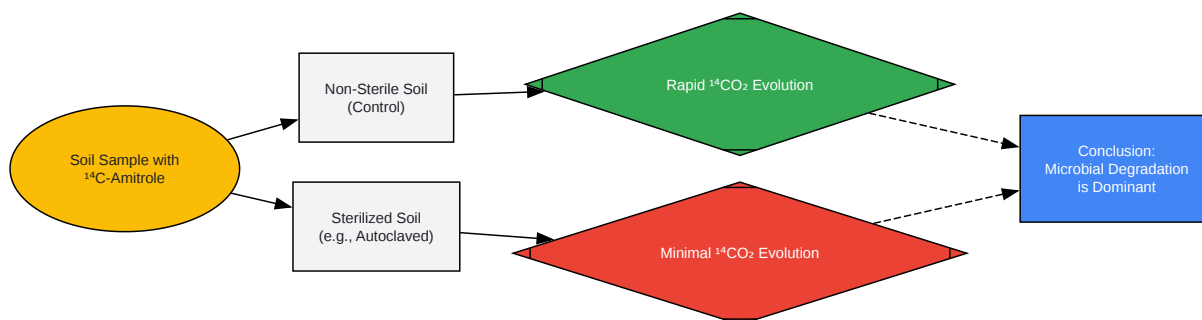 Soil Sample with
¹⁴C-Amitrole
Non-Sterile Soil
(Control)
Sterilized Soil
(e.g., Autoclaved)
Rapid ¹⁴CO₂ Evolution
Minimal ¹⁴CO₂ Evolution
Conclusion:
Microbial Degradation
is Dominant